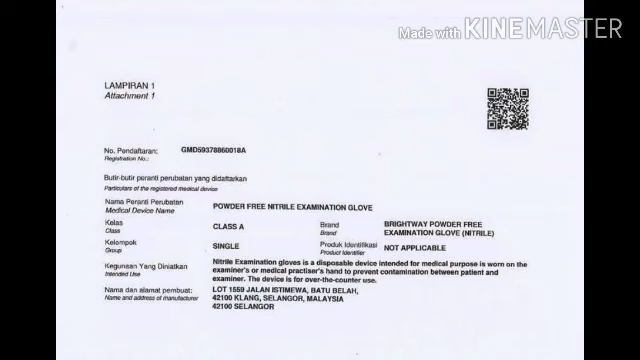 Made with KINEMASTER
LAMPIRAN 1
Attachment 1
No. Pendaftaran: GMD59378860018A
Registration No.:
Butir-butir peranti perubatan yang didaftarkan
Particulars of the registered medical device
Nama Peranti Perubatan POWDER FREE NITRILE EXAMINATION GLOVE
Medical Device Name
Kelas CLASS A Brand BRIGHTWAY POWDER FREE
Class Brand EXAMINATION GLOVE (NITRILE)
Kelompok SINGLE Produk Identifikasi NOT APPLICABLE
Group Product Identifier
Kegunaan Yang Diniatkan Nitrile Examination gloves is a disposable device intended for medical purpose is worn on the
Intended Use examiner's or medical practiser's hand to prevent contamination between patient and
examiner. The device is for over-the-counter use.
Nama dan alamat pembuat: LOT 1559 JALAN ISTIMEWA, BATU BELAH,
Name and address of manufacturer 42100 KLANG, SELANGOR, MALAYSIA
42100 SELANGOR